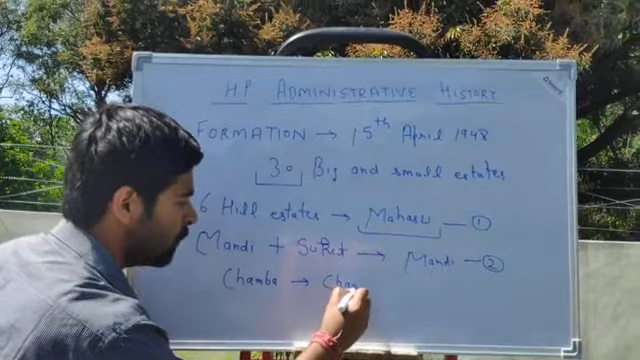 HP ADMINISTRATIVE HISTORY
FORMATION → 15th April 1948
30 Big and small estates
6 Hill estates → Mahasu — 1
Mandi + Suket → Mandi — 2
Chamba → Cham